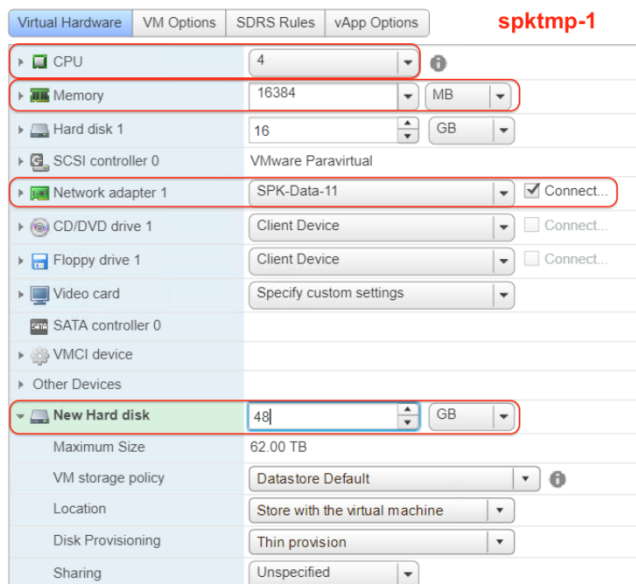 Virtual Hardware VM Options SDRS Rules vApp Options spktmp-1
CPU 4
Memory 16384 MB
Hard disk 1 16 GB
SCSI controller 0 VMware Paravirtual
Network adapter 1 SPK-Data-11 Connect...
CD/DVD drive 1 Client Device Connect...
Floppy drive 1 Client Device Connect...
Video card Specify custom settings
SATA SATA controller 0
VMCI device
Other Devices
New Hard disk 48 GB
Maximum Size 62.00 TB
VM storage policy Datastore Default
Location Store with the virtual machine
Disk Provisioning Thin provision
Sharing Unspecified